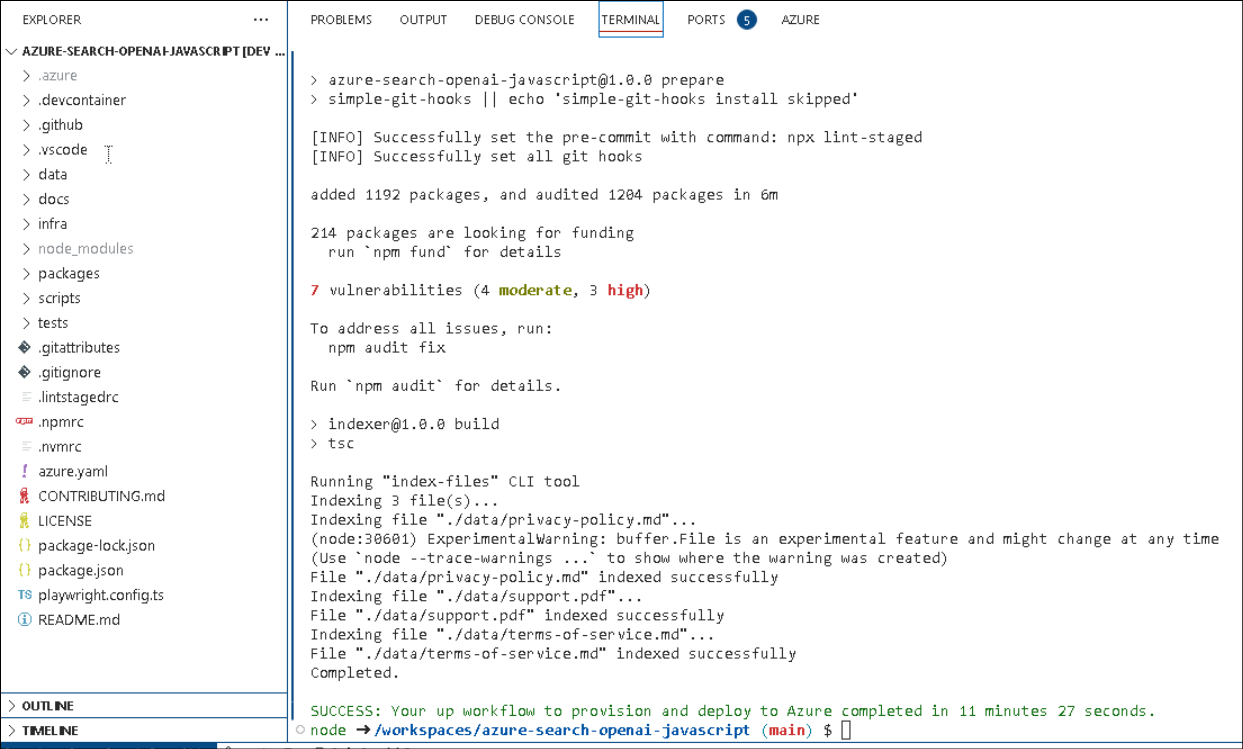 EXPLORER
...
AZURE-SEARCH-OPENAI-JAVASCRIPT [DEV ...
.azure
.devcontainer
.github
.vscode
data
docs
infra
node_modules
packages
scripts
tests
.gitattributes
.gitignore
.lintstagedrc
.npmrc
.nvmrc
! azure.yaml
CONTRIBUTING.md
LICENSE
{} package-lock.json
{} package.json
TS playwright.config.ts
README.md
OUTLINE
TIMELINE
PROBLEMS OUTPUT DEBUG CONSOLE TERMINAL PORTS 5 AZURE
> azure-search-openai-javascript@1.0.0 prepare
> simple-git-hooks || echo 'simple-git-hooks install skipped'
[INFO] Successfully set the pre-commit with command: npx lint-staged
[INFO] Successfully set all git hooks
added 1192 packages, and audited 1204 packages in 6m
214 packages are looking for funding
run `npm fund` for details
7 vulnerabilities (4 moderate, 3 high)
To address all issues, run:
npm audit fix
Run `npm audit` for details.
> indexer@1.0.0 build
> tsc
Running "index-files" CLI tool
Indexing 3 file(s)...
Indexing file "./data/privacy-policy.md"...
(node:30601) ExperimentalWarning: buffer.File is an experimental feature and might change at any time
(Use `node --trace-warnings ...` to show where the warning was created)
File "./data/privacy-policy.md" indexed successfully
Indexing file "./data/support.pdf"...
File "./data/support.pdf" indexed successfully
Indexing file "./data/terms-of-service.md"...
File "./data/terms-of-service.md" indexed successfully
Completed.
SUCCESS: Your up workflow to provision and deploy to Azure completed in 11 minutes 27 seconds.
node ➜ /workspaces/azure-search-openai-javascript (main) $